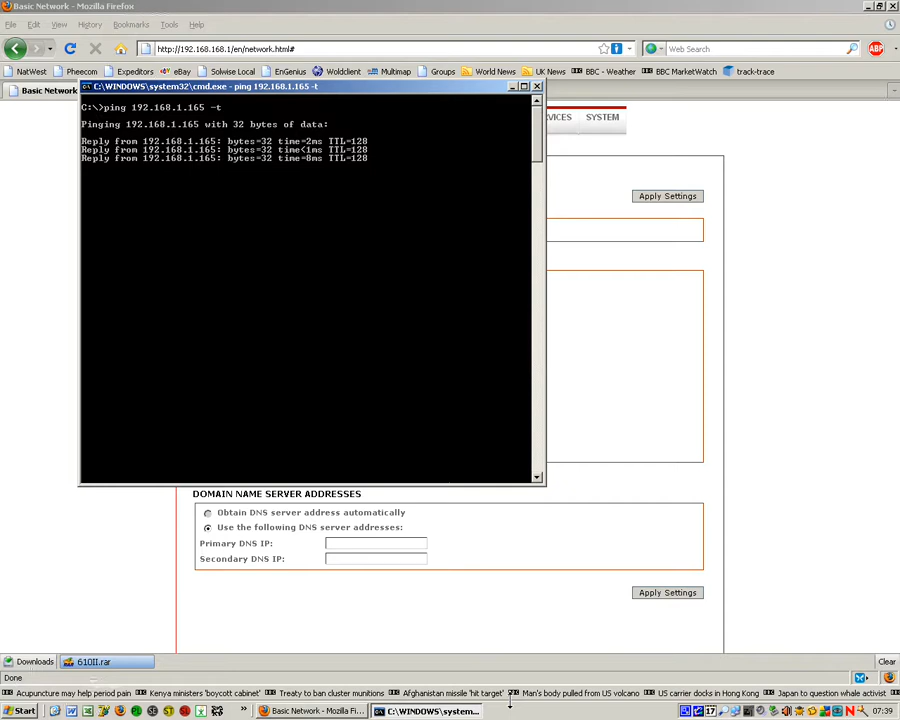 Basic Network - Mozilla Firefox
File Edit View History Bookmarks Tools Help
http://192.168.168.1/en/network.html#
Web Search
ABP
NatWest Pheecom Expeditors eBay Solwise Local EnGenius Worldclient Multimap Groups World News UK News BBC - Weather BBC MarketWatch track-trace
Basic Network
C:\WINDOWS\system32\cmd.exe - ping 192.168.1.165 -t
C:\>ping 192.168.1.165 -t
Pinging 192.168.1.165 with 32 bytes of data:
Reply from 192.168.1.165: bytes=32 time=2ms TTL=128
Reply from 192.168.1.165: bytes=32 time<1ms TTL=128
Reply from 192.168.1.165: bytes=32 time=8ms TTL=128
VICES SYSTEM
Apply Settings
DOMAIN NAME SERVER ADDRESSES
Obtain DNS server address automatically
Use the following DNS server addresses:
Primary DNS IP:
Secondary DNS IP:
Apply Settings
Downloads 610II.rar Clear
Done
Acupuncture may help period pain Kenya ministers 'boycott cabinet' Treaty to ban cluster munitions Afghanistan missile 'hit target' Man's body pulled from US volcano US carrier docks in Hong Kong Japan to question whale activist
Start Basic Network - Mozilla Fi... C:\WINDOWS\system... 17 07:39